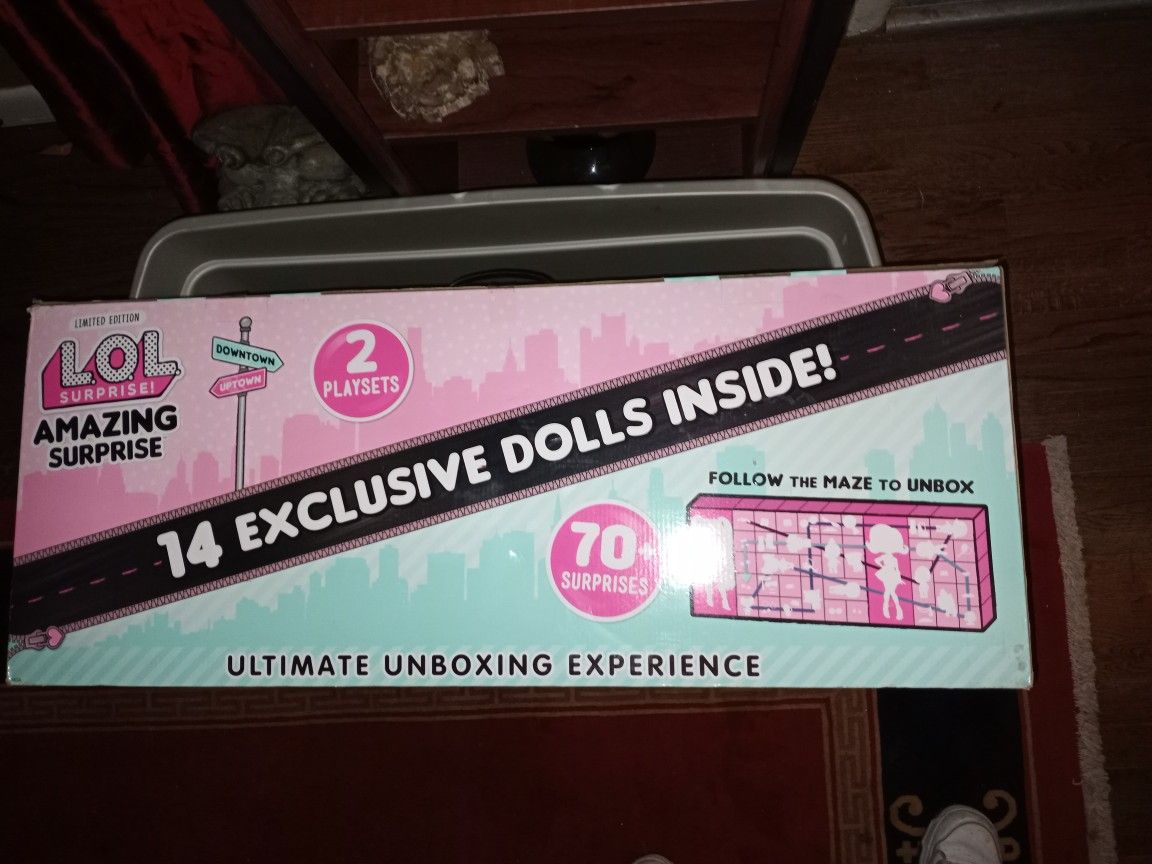 LIMITED EDITION
L.O.L.
SURPRISE!
AMAZING
SURPRISE
DOWNTOWN
UPTOWN
2
PLAYSETS
14 EXCLUSIVE DOLLS INSIDE!
FOLLOW THE MAZE TO UNBOX
70
SURPRISES
ULTIMATE UNBOXING EXPERIENCE